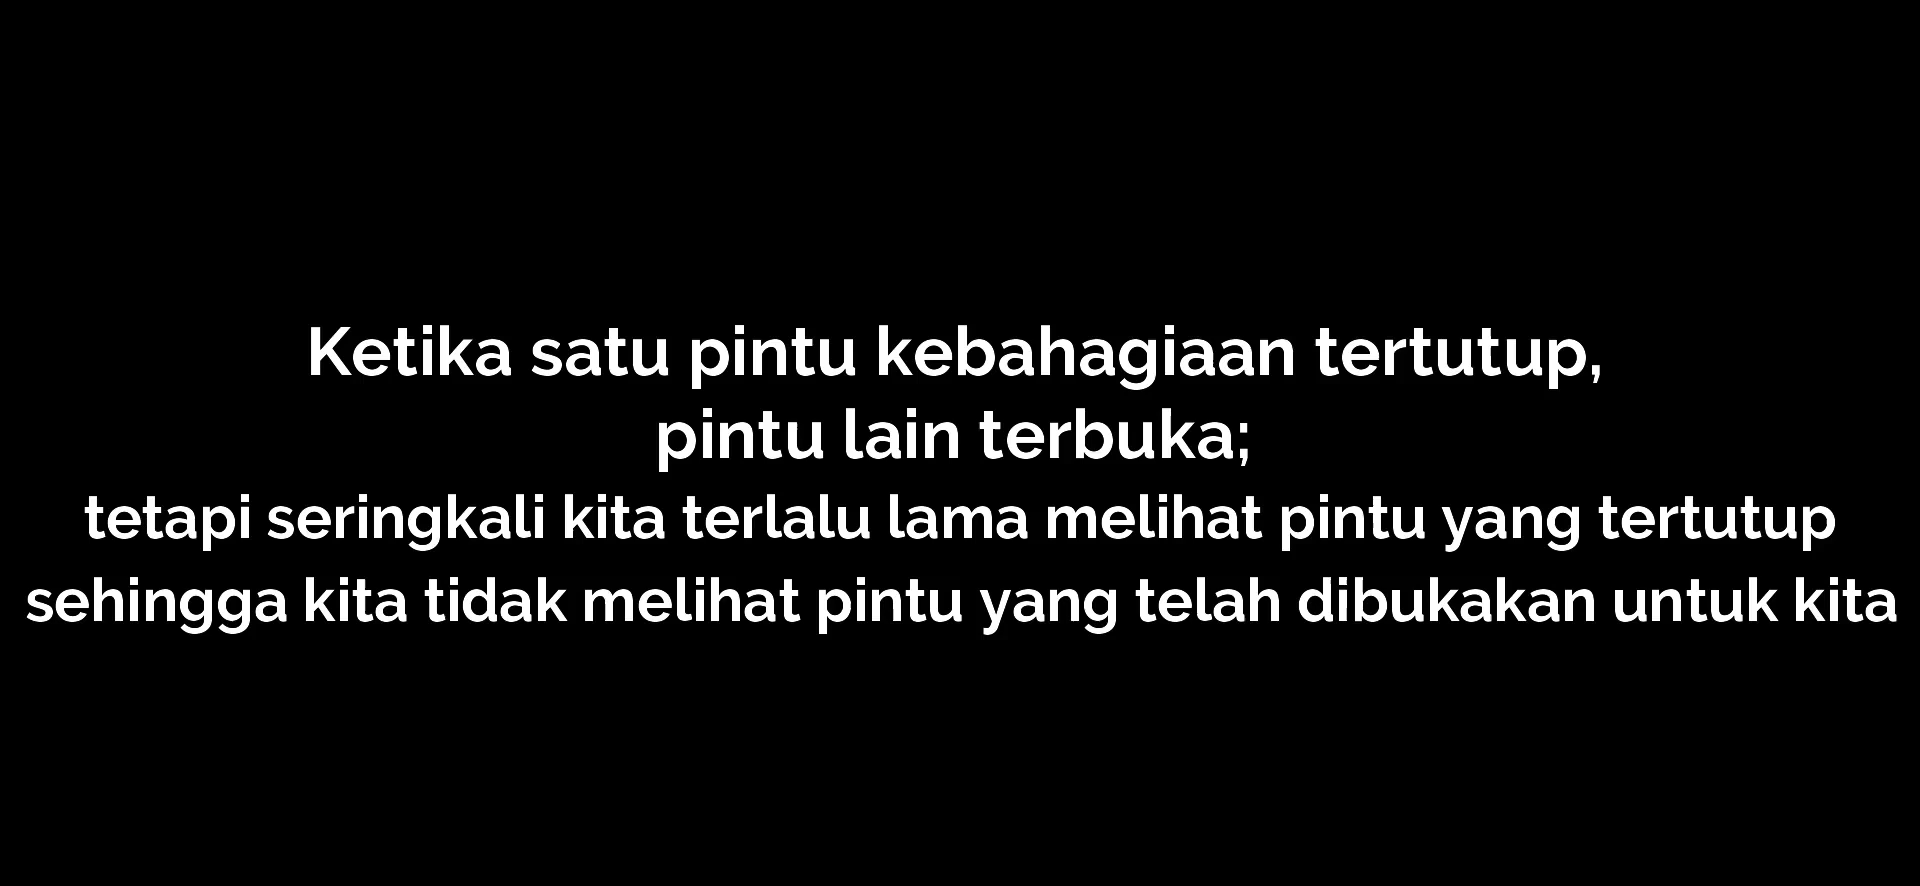 Ketika satu pintu kebahagiaan tertutup,
pintu lain terbuka;
tetapi seringkali kita terlalu lama melihat pintu yang tertutup
sehingga kita tidak melihat pintu yang telah dibukakan untuk kita